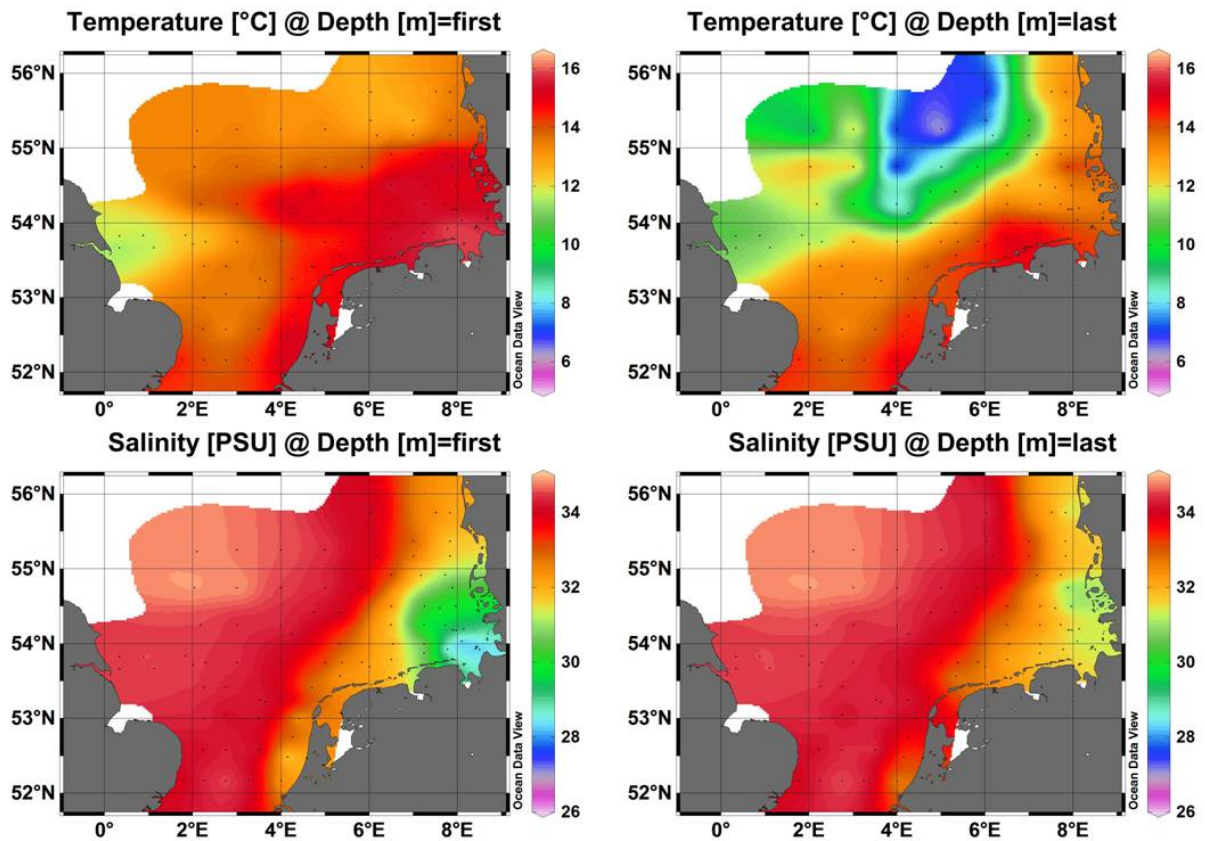 Temperature [°C] @ Depth [m]=first
56°N
55°N
54°N
53°N
52°N
0°
2°E
4°E
6°E
8°E
16
14
12
10
8
6
Ocean Data View
Temperature [°C] @ Depth [m]=last
56°N
55°N
54°N
53°N
52°N
0°
2°E
4°E
6°E
8°E
16
14
12
10
8
6
Ocean Data View
Salinity [PSU] @ Depth [m]=first
56°N
55°N
54°N
53°N
52°N
0°
2°E
4°E
6°E
8°E
34
32
30
28
26
Ocean Data View
Salinity [PSU] @ Depth [m]=last
56°N
55°N
54°N
53°N
52°N
0°
2°E
4°E
6°E
8°E
34
32
30
28
26
Ocean Data View